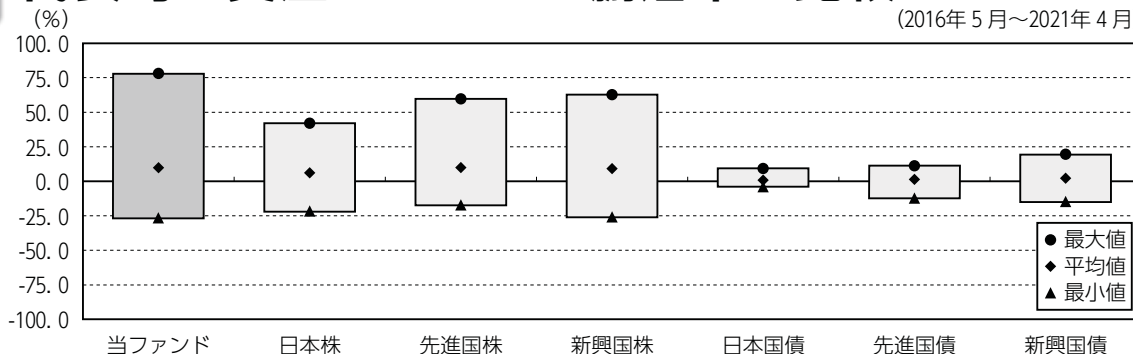 (%)
(2016年5月～2021年4月
100.0
75.0
50.0
25.0
0.0
-25.0
-50.0
-75.0
-100.0
● 最大値
◆ 平均値
▲ 最小値
当ファンド 日本株 先進国株 新興国株 日本国債 先進国債 新興国債